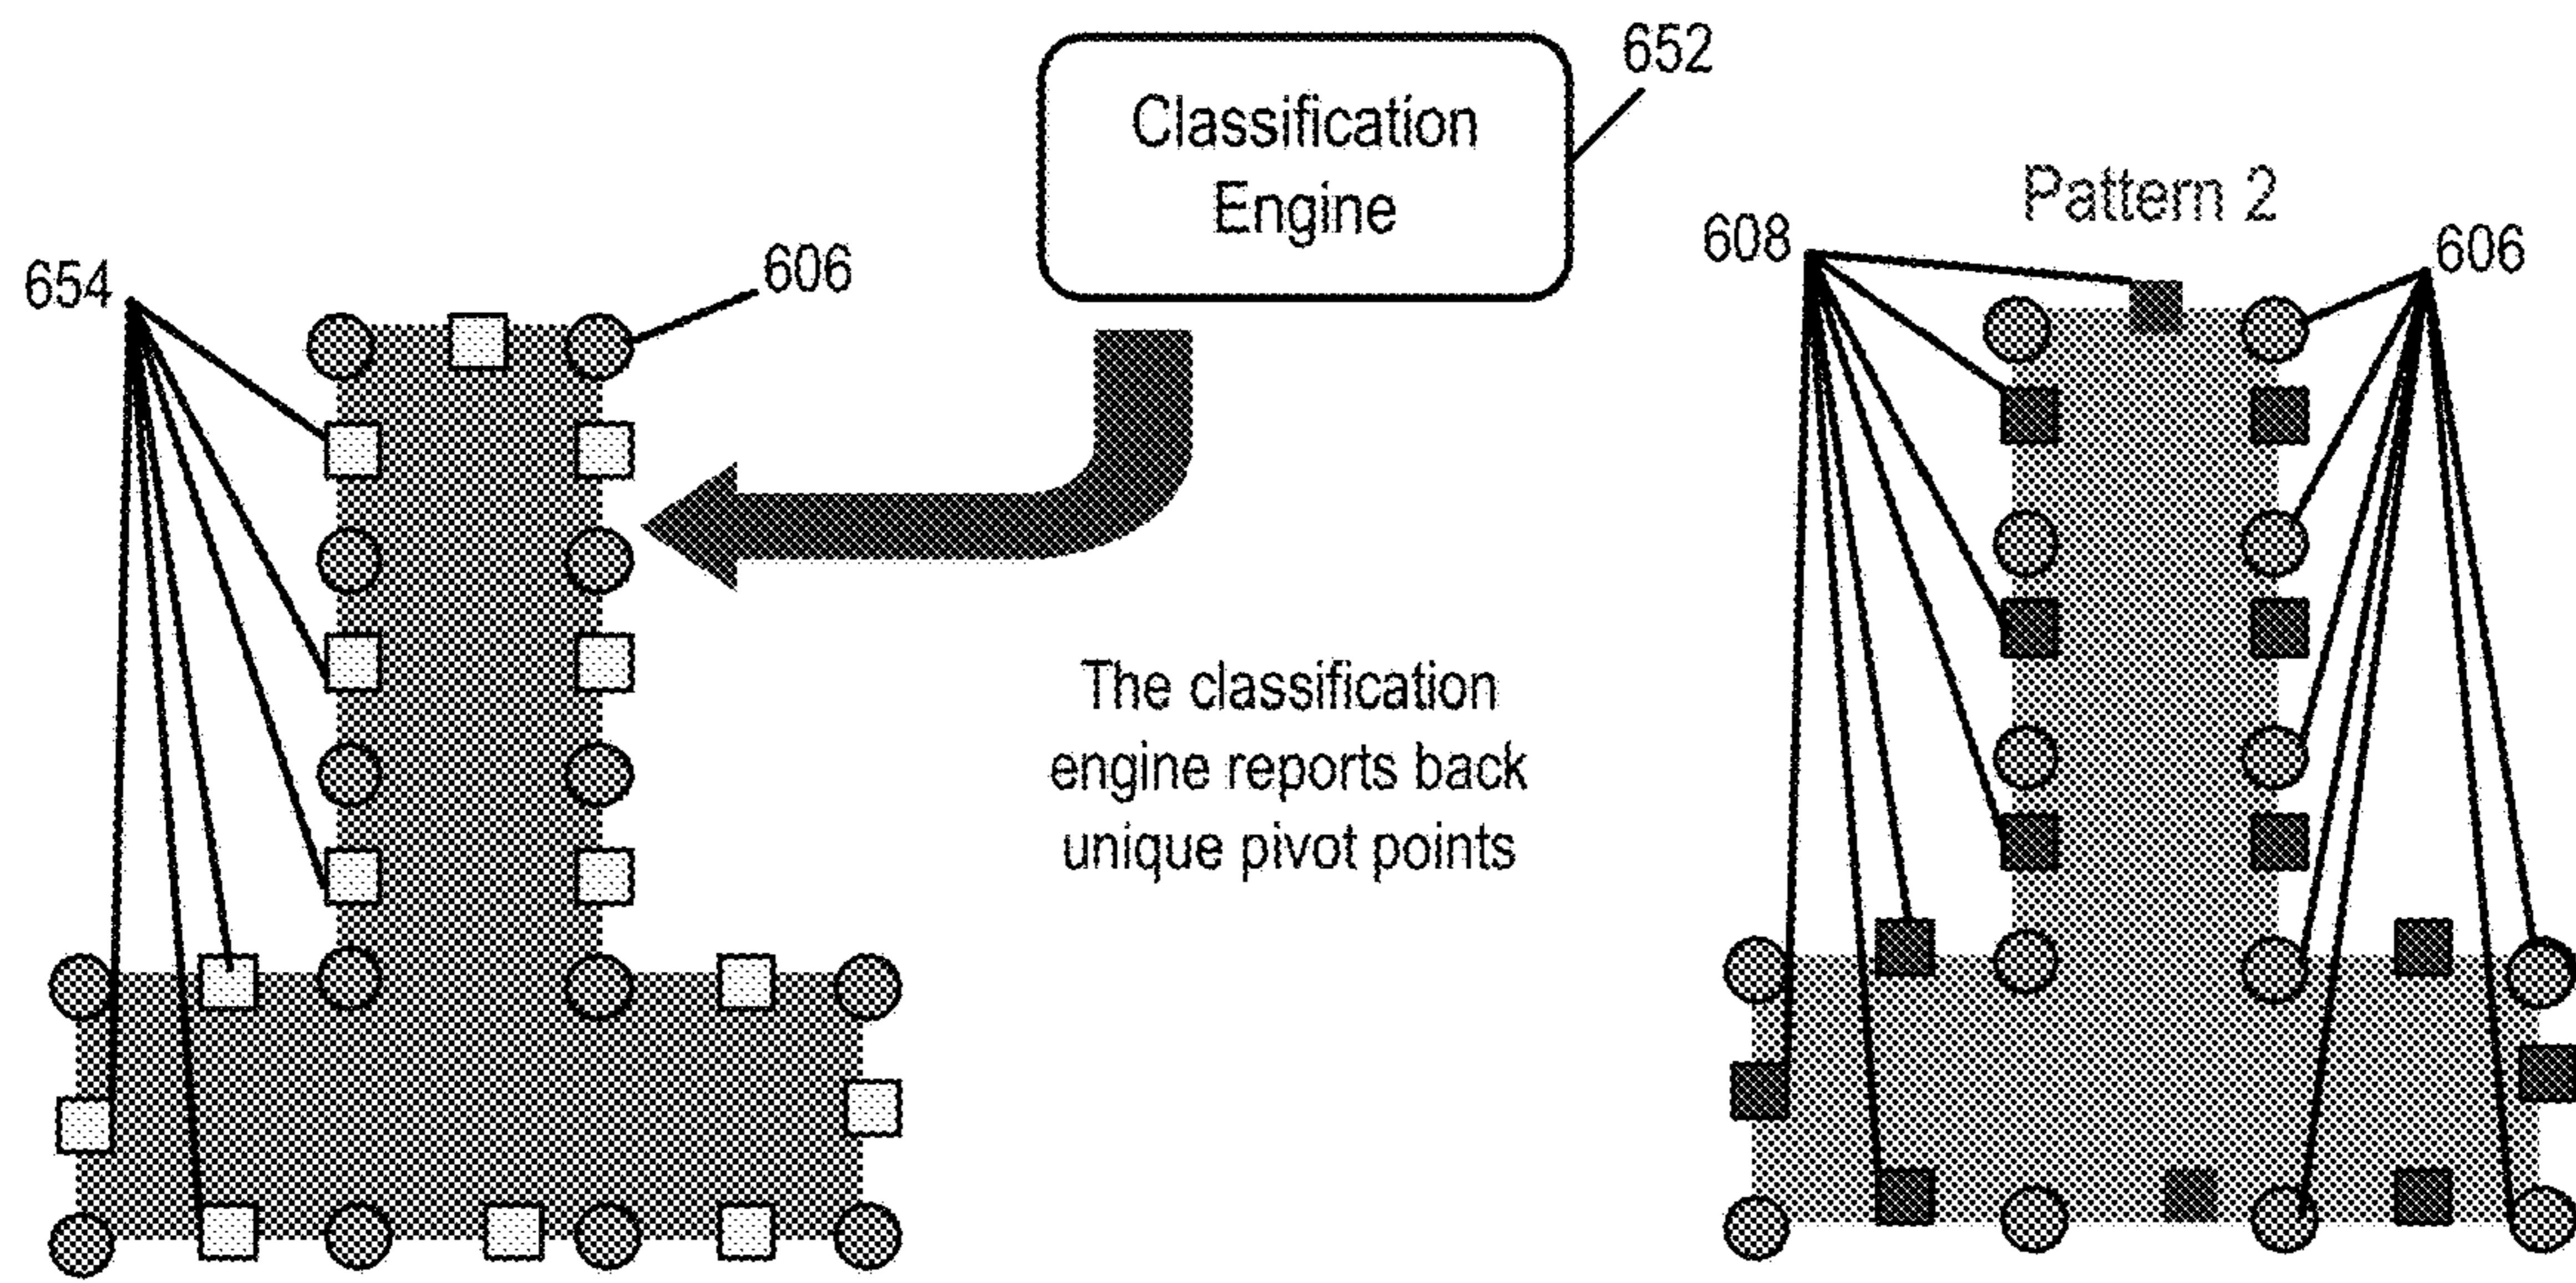 652
Classification
Engine
Pattern 2
608
606
654
606
The classification
engine reports back
unique pivot points